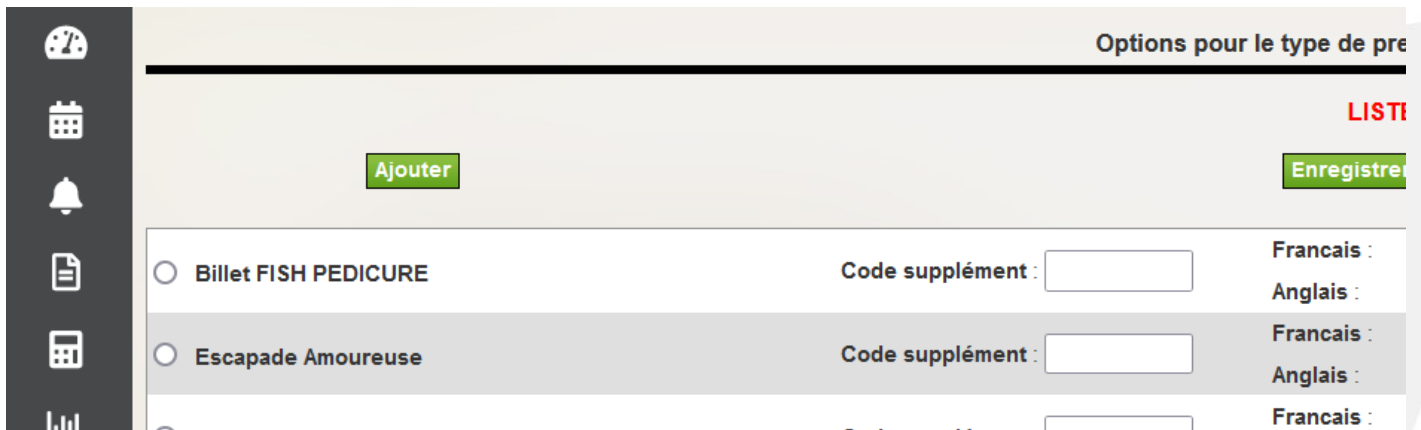 Options pour le type de pre
LISTE
Ajouter
Enregistrer
Billet FISH PEDICURE
Code supplément :
Francais :
Anglais :
Escapade Amoureuse
Code supplément :
Francais :
Anglais :
Francais :